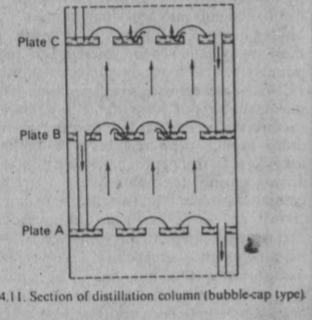 Plate C
Plate B
Plate A
4.11. Section of distillation column (bubble-cap type).